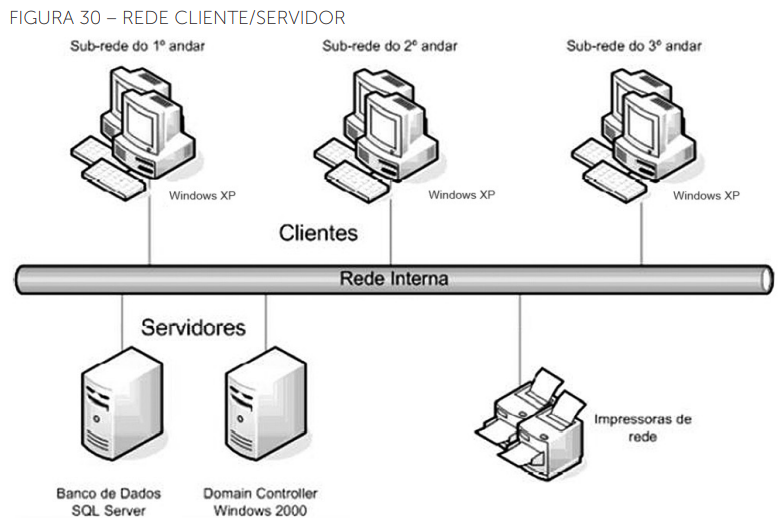 FIGURA 30 – REDE CLIENTE/SERVIDOR
Sub-rede do 1º andar
Sub-rede do 2º andar
Sub-rede do 3º andar
Windows XP
Windows XP
Windows XP
Clientes
Rede Interna
Servidores
Impressoras de
rede
Banco de Dados
SQL Server
Domain Controller
Windows 2000